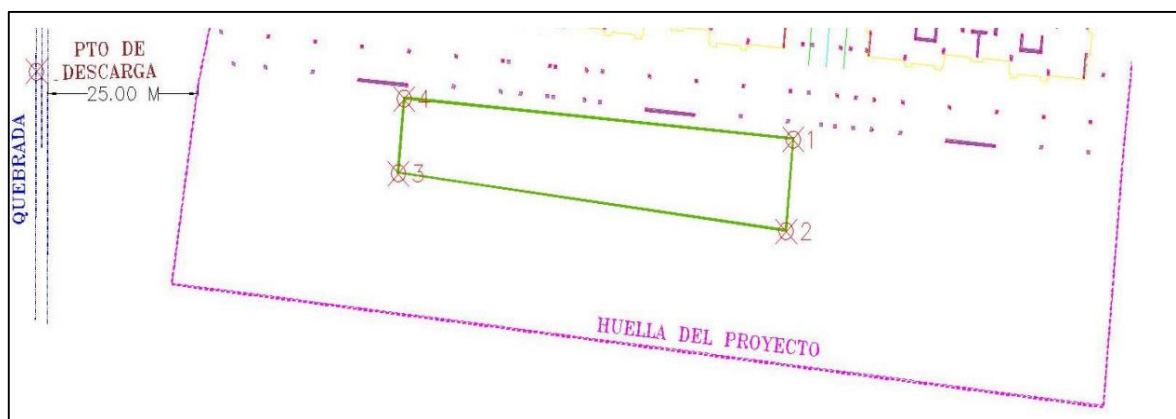 PTO DE
DESCARGA
25.00 M
QUEBRADA
4
1
3
2
HUELLA DEL PROYECTO